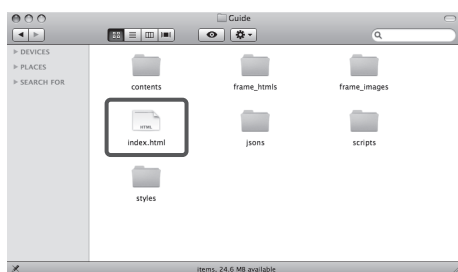 Guide
DEVICES
PLACES
SEARCH FOR
contents
frame_htmls
frame_images
HTML
index.html
jsons
scripts
styles
items, 24.6 MB available